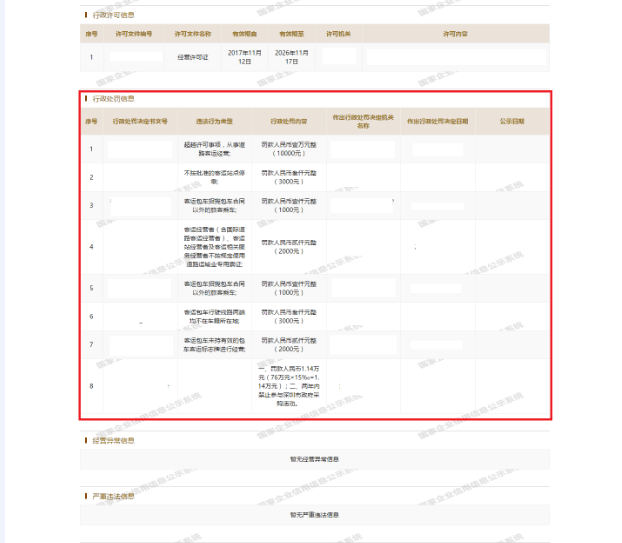 行政许可信息
序号 许可文件编号 许可文件名称 有效期自 有效期至 许可机关 许可内容
1 经营许可证 2017年11月12日 2026年11月17日
行政处罚信息
序号 行政处罚决定书文号 违法行为类型 行政处罚内容 作出行政处罚决定机关名称 作出行政处罚决定日期 公示日期
1 超越许可事项，从事道路客运经营; 罚款人民币壹万元整（10000元）
2 不按批准的客运站点停靠; 罚款人民币叁仟元整（3000元）
3 客运包车招揽包车合同以外的旅客乘车; 罚款人民币壹仟元整（1000元）
4 客运经营者（含国际道路客运经营者）、客运站经营者及客运相关服务经营者不按规定使用道路运输业专用票证; 罚款人民币贰仟元整（2000元）
5 客运包车招揽包车合同以外的旅客乘车; 罚款人民币壹仟元整（1000元）
6 客运包车行驶线路两端均不在车籍所在地; 罚款人民币叁仟元整（3000元）
7 客运包车未持有效的包车客运标志牌进行经营; 罚款人民币贰仟元整（2000元）
8 一、罚款人民币1.14万元（76万元×15‰=1.14万元）；二、两年内禁止参与深圳市政府采购活动。
经营异常信息
暂无经营异常信息
严重违法信息
暂无严重违法信息
国家企业信用信息公示系统